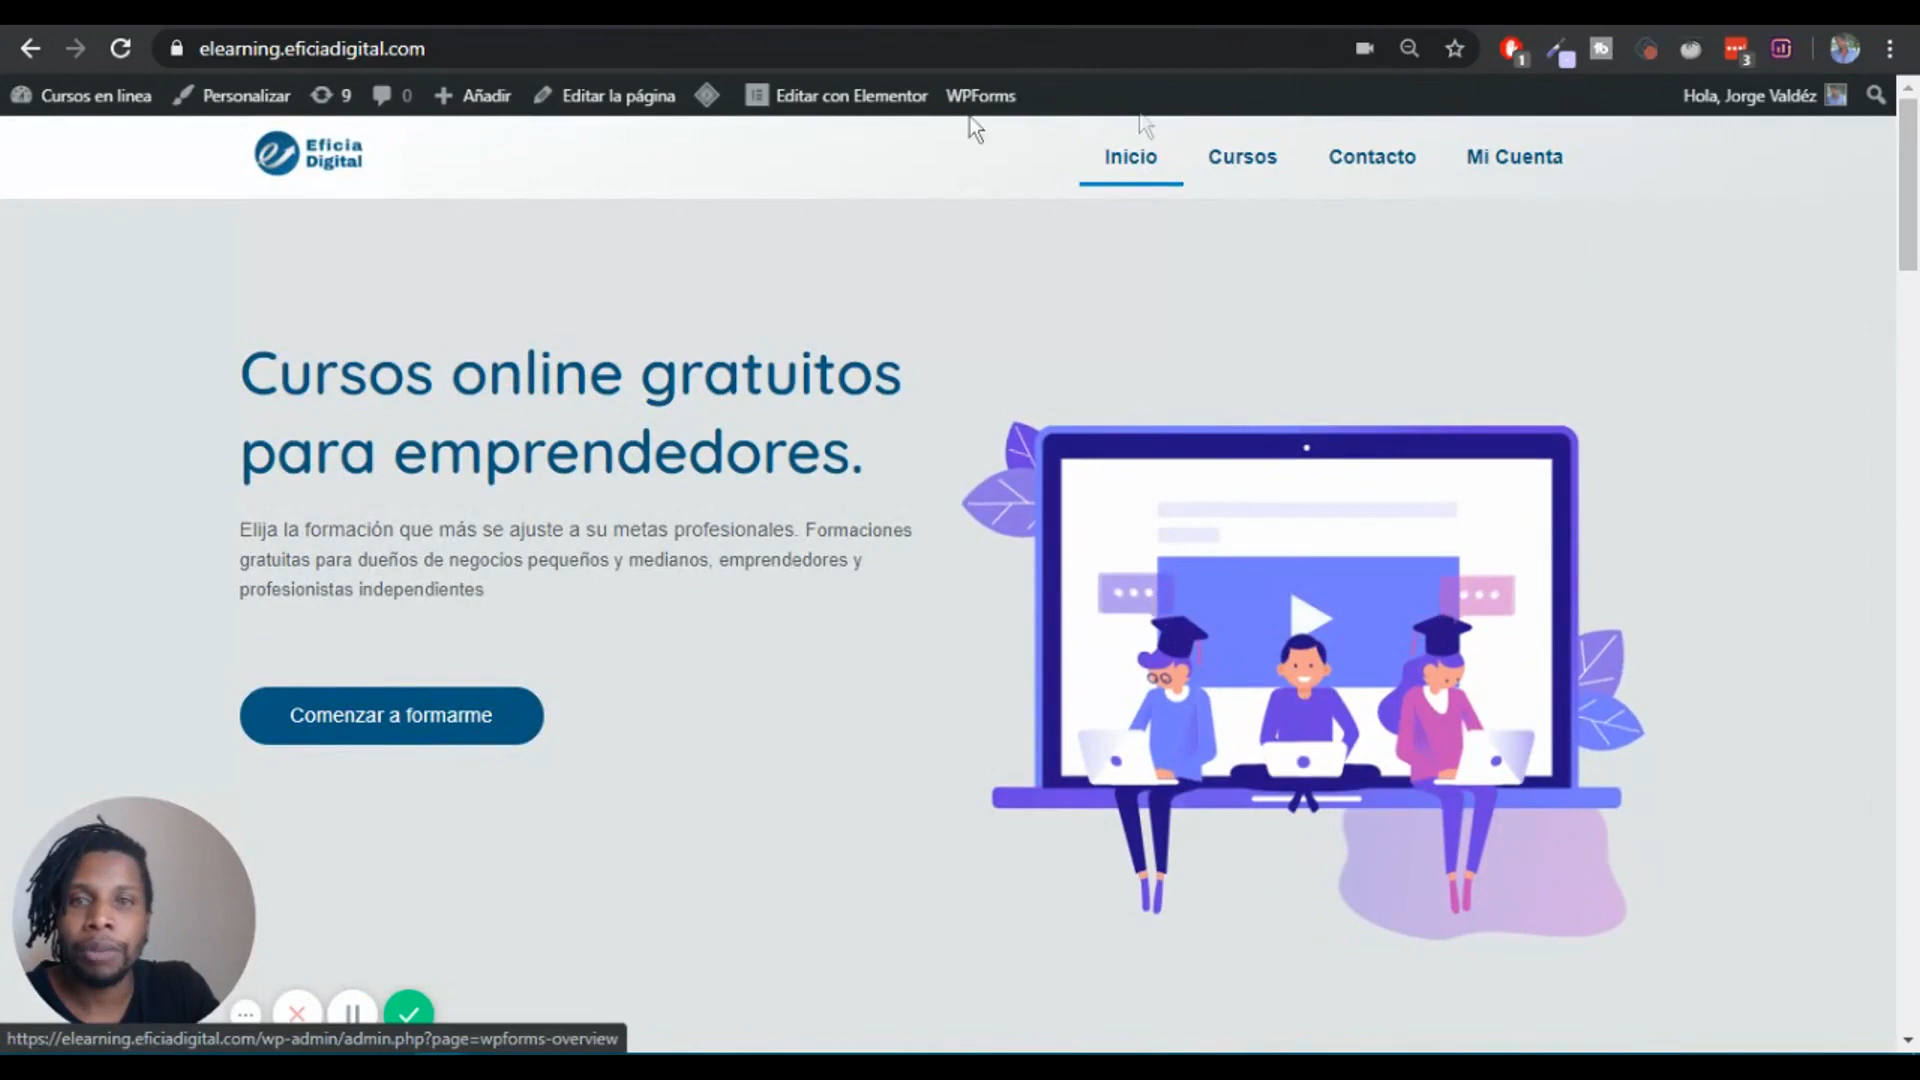 elearning.eficiadigital.com
1
3
Cursos en linea Personalizar 9 0 Añadir Editar la página Editar con Elementor WPForms Hola, Jorge Valdéz
Eficia
Digital
Inicio Cursos Contacto Mi Cuenta
Cursos online gratuitos
para emprendedores.
Elija la formación que más se ajuste a su metas profesionales. Formaciones
gratuitas para dueños de negocios pequeños y medianos, emprendedores y
profesionistas independientes
Comenzar a formarme
https://elearning.eficiadigital.com/wp-admin/admin.php?page=wpforms-overview